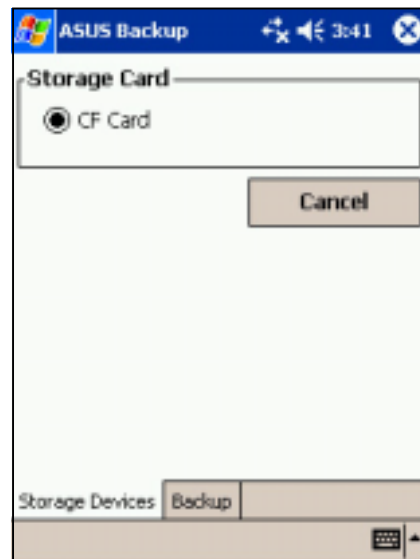 ASUS Backup 3:41
Storage Card
CF Card
Cancel
Storage Devices Backup